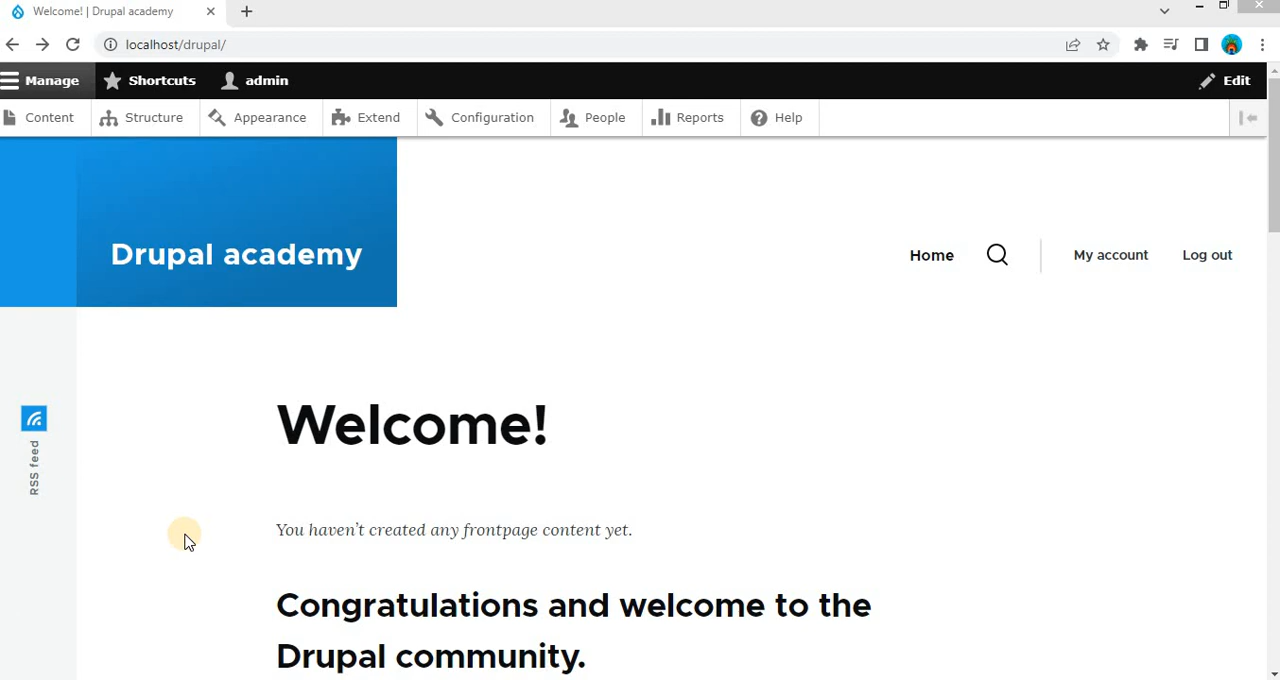 Welcome! | Drupal academy
localhost/drupal/
Manage Shortcuts admin Edit
Content Structure Appearance Extend Configuration People Reports Help
Drupal academy
Home My account Log out
Welcome!
RSS feed
You haven't created any frontpage content yet.
Congratulations and welcome to the
Drupal community.